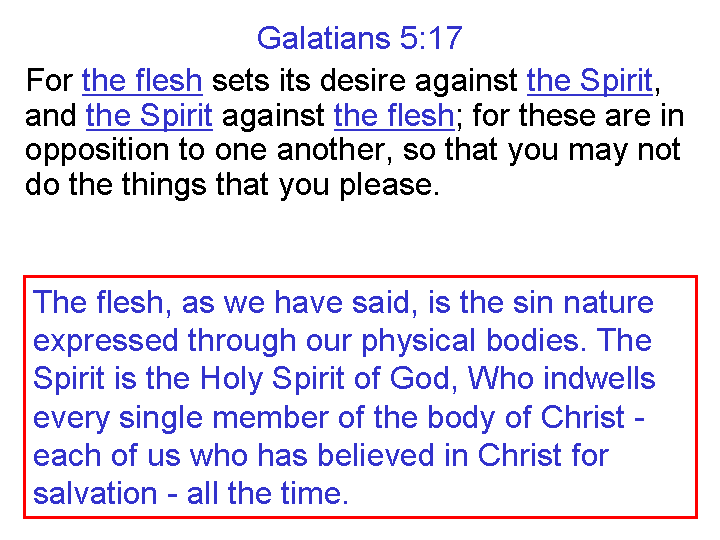 Galatians 5:17
For the flesh sets its desire against the Spirit,
and the Spirit against the flesh; for these are in
opposition to one another, so that you may not
do the things that you please.
The flesh, as we have said, is the sin nature
expressed through our physical bodies. The
Spirit is the Holy Spirit of God, Who indwells
every single member of the body of Christ -
each of us who has believed in Christ for
salvation - all the time.